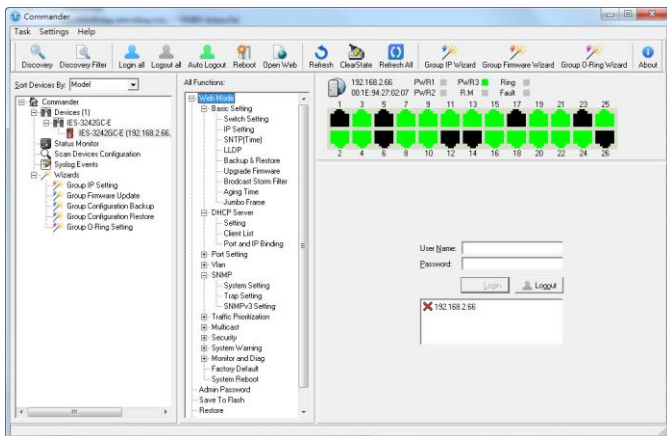 Commander
Task Settings Help
Discovery Discovery Filter Login all Logout all Auto Logout Reboot Open Web Refresh ClearState Refresh All Group IP Wizard Group Firmware Wizard Group O-Ring Wizard About
Sort Devices By: Model
Commander
Devices (1)
IES-3242GC-E
IES-3242GC-E (192.168.2.66,
Status Monitor
Scan Devices Configuration
Syslog Events
Wizards
Group IP Setting
Group Firmware Update
Group Configuration Backup
Group Configuration Restore
Group O-Ring Setting
All Functions:
Web Mode
Basic Setting
Switch Setting
IP Setting
SNTP(Time)
LLDP
Backup & Restore
Upgrade Firmware
Brodcast Storm Filter
Aging Time
Jumbo Frame
DHCP Server
Setting
Client List
Port and IP Binding
Port Setting
Vlan
SNMP
System Setting
Trap Setting
SNMPv3 Setting
Traffic Prioritization
Multicast
Security
System Warning
Monitor and Diag
Factory Default
System Reboot
Admin Password
Save To Flash
Restore
192.168.2.66 PWR1 PWR3 Ring
00:1E:94:27:02:07 PWR2 R.M Fault
1 3 5 7 9 11 13 15 17 19 21 23 25
2 4 6 8 10 12 14 16 18 20 22 24 26
User Name:
Password:
Login Logout
192.168.2.66